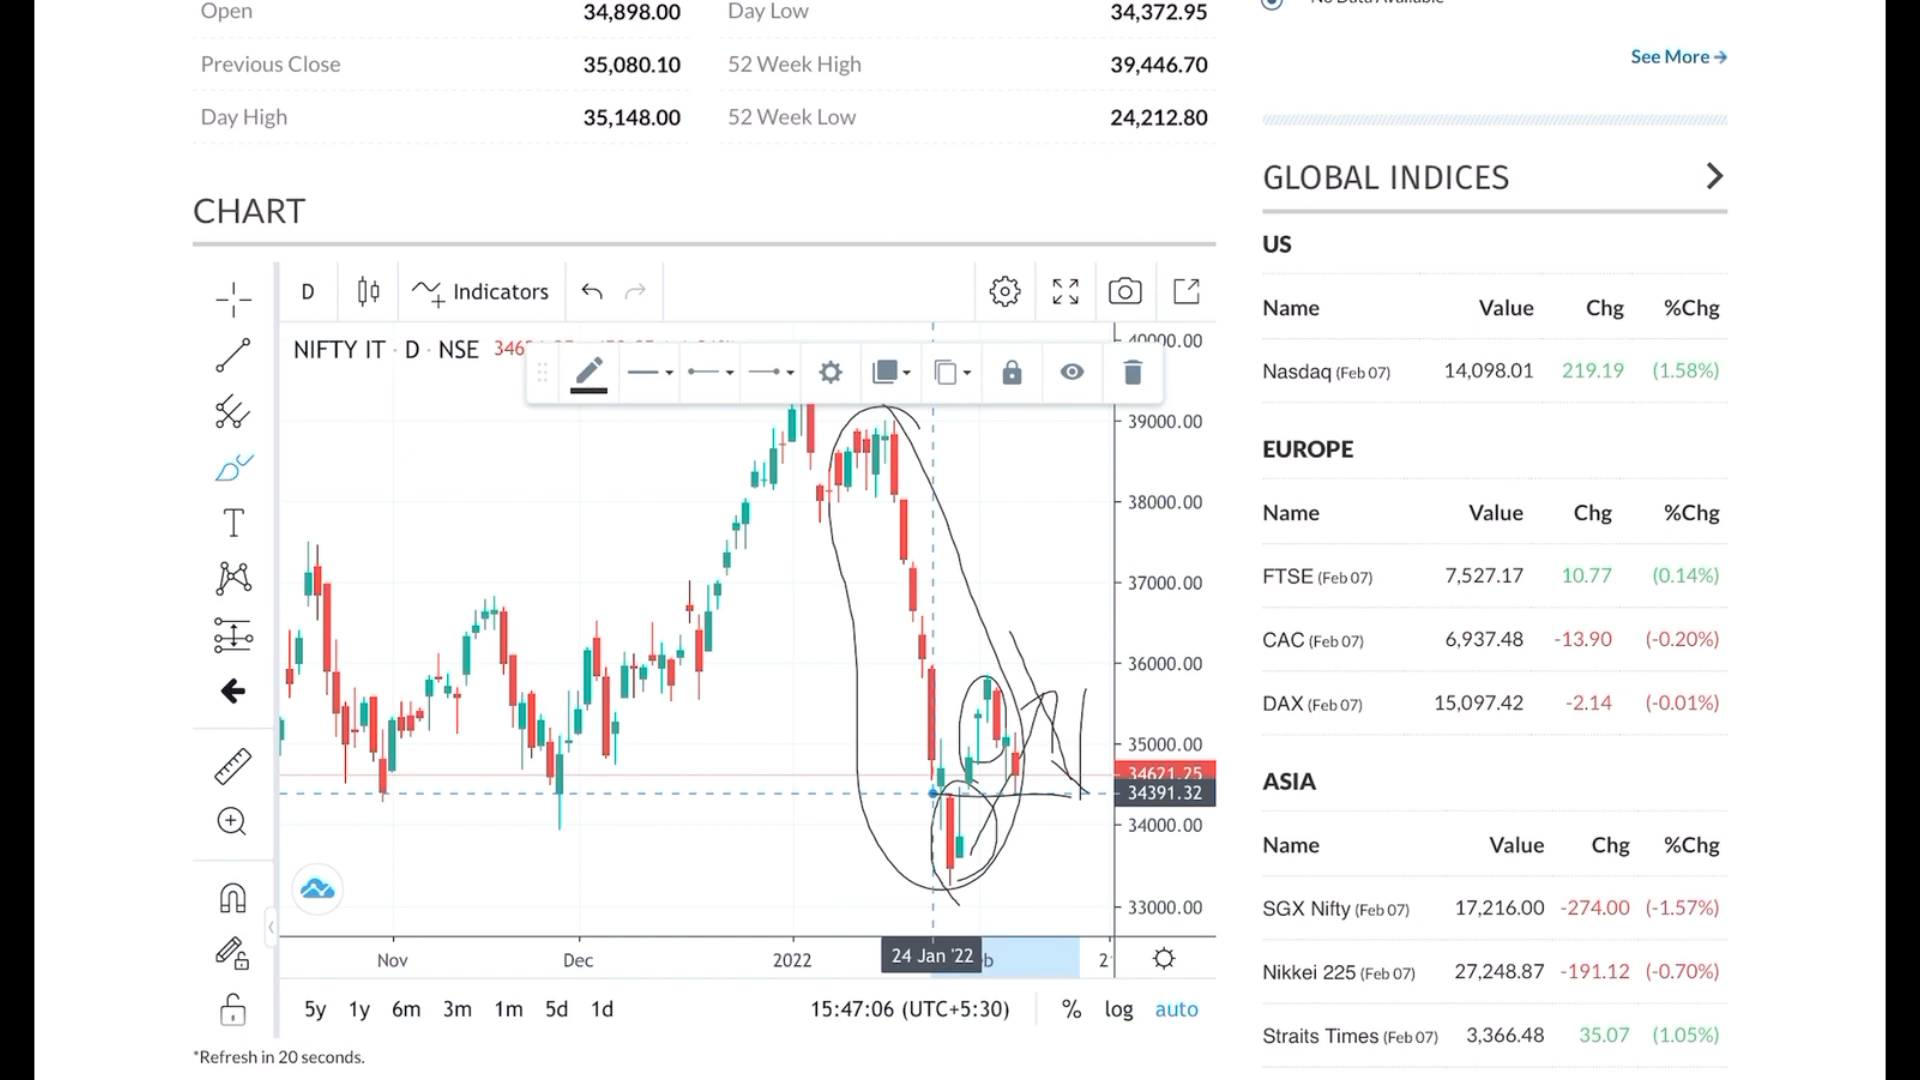 Open 34,898.00 Day Low 34,372.95
Previous Close 35,080.10 52 Week High 39,446.70
Day High 35,148.00 52 Week Low 24,212.80
See More
CHART
D Indicators
NIFTY IT · D · NSE 346
40000.00
39000.00
38000.00
37000.00
36000.00
35000.00
34621.25
34391.32
34000.00
33000.00
Nov Dec 2022 24 Jan '22
5y 1y 6m 3m 1m 5d 1d 15:47:06 (UTC+5:30) % log auto
*Refresh in 20 seconds.
GLOBAL INDICES
US
Name Value Chg %Chg
Nasdaq (Feb 07) 14,098.01 219.19 (1.58%)
EUROPE
Name Value Chg %Chg
FTSE (Feb 07) 7,527.17 10.77 (0.14%)
CAC (Feb 07) 6,937.48 -13.90 (-0.20%)
DAX (Feb 07) 15,097.42 -2.14 (-0.01%)
ASIA
Name Value Chg %Chg
SGX Nifty (Feb 07) 17,216.00 -274.00 (-1.57%)
Nikkei 225 (Feb 07) 27,248.87 -191.12 (-0.70%)
Straits Times (Feb 07) 3,366.48 35.07 (1.05%)